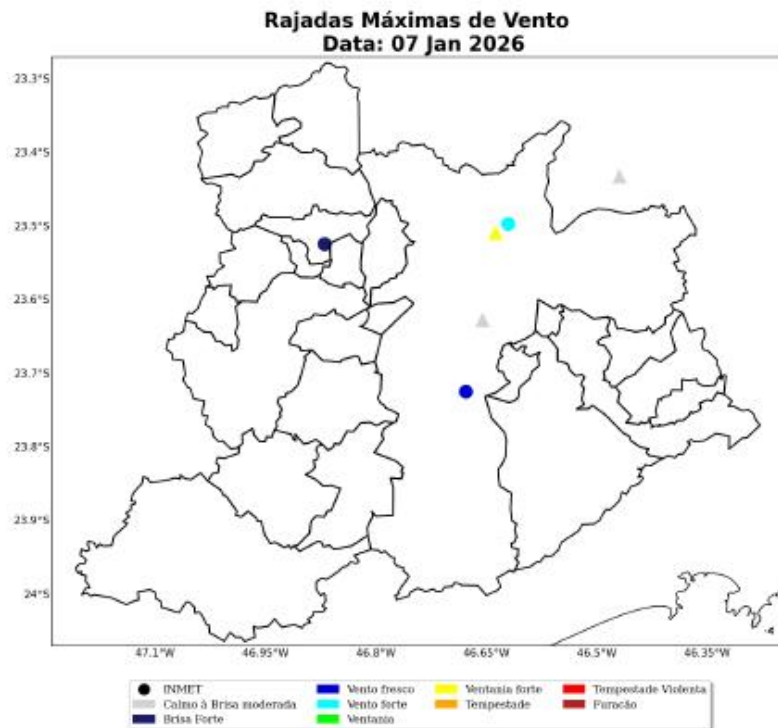 Rajadas Máximas de Vento
Data: 07 Jan 2026
23.3°S
23.4°S
23.5°S
23.6°S
23.7°S
23.8°S
23.9°S
24°S
47.1°W
46.95°W
46.8°W
46.65°W
46.5°W
46.35°W
INMET
Calmo à Brisa moderada
Brisa Forte
Vento fresco
Vento forte
Ventania
Ventania forte
Tempestade
Tempestade Violenta
Furacão